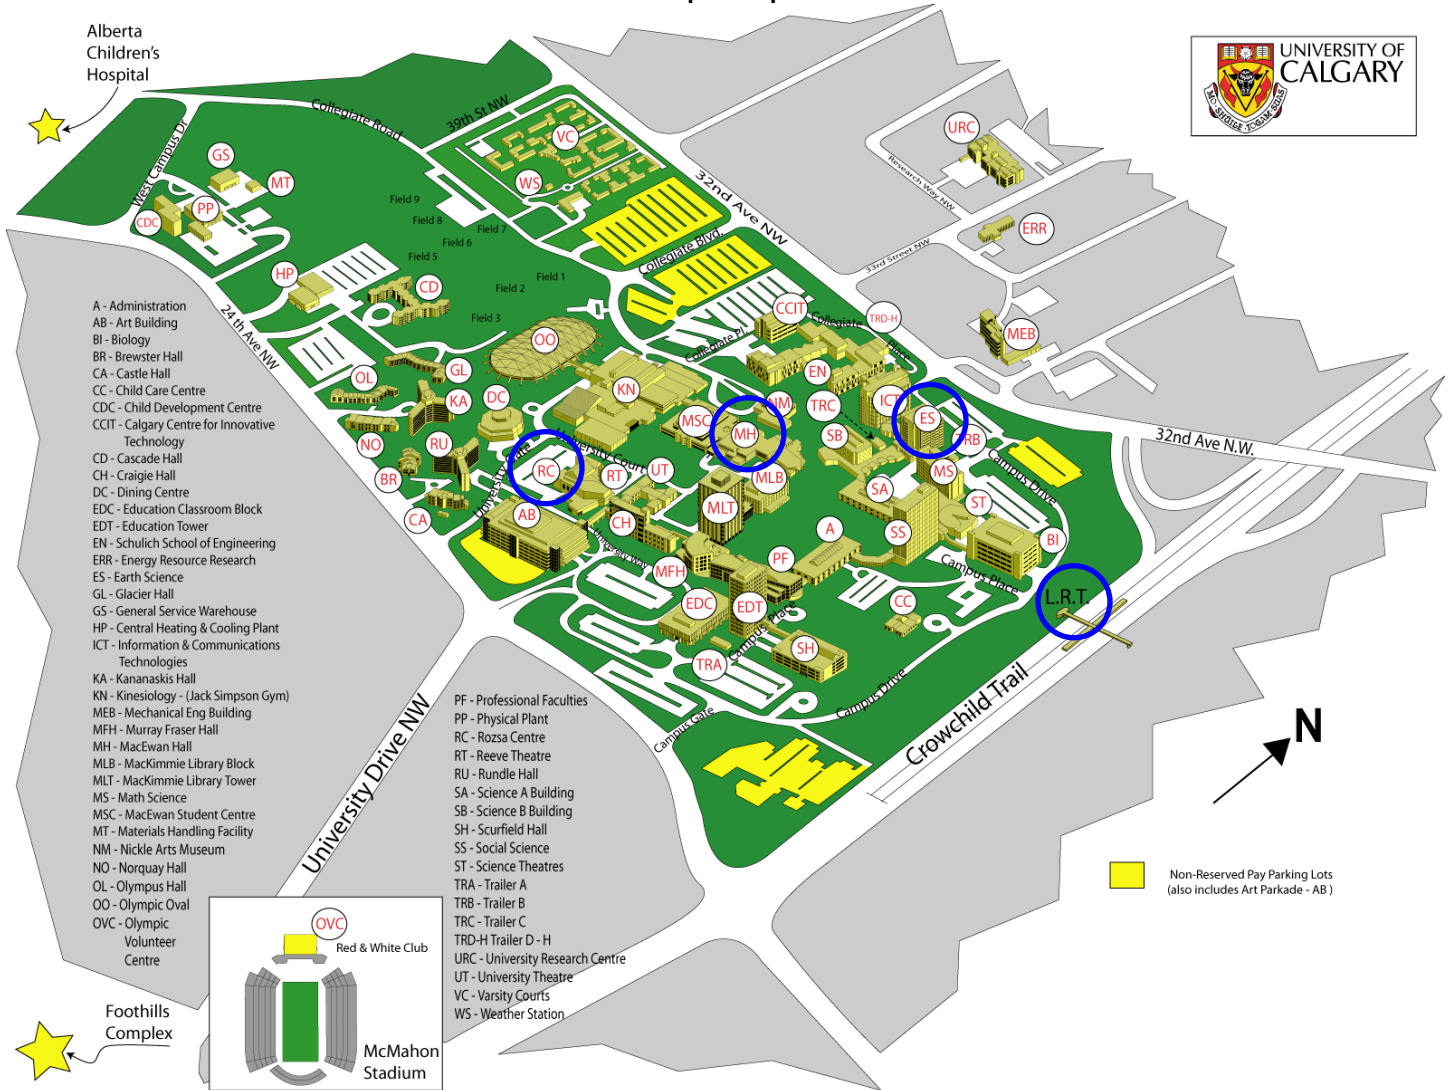 Alberta
Children's
Hospital
UNIVERSITY OF
CALGARY
MO·SHÙILE·TOGAM·SUAS
Collegiate Road
39th St NW
West Campus Dr
VC
WS
GS
MT
PP
CDC
URC
Research Way NW
ERR
33rd Street NW
32nd Ave NW
Collegiate Blvd.
Field 9
Field 8
Field 7
Field 6
Field 5
Field 1
Field 2
Field 3
HP
CD
24 th Ave NW
CCIT
Collegiate
Place
TRD-H
Collegiate Pl.
MEB
OO
GL
OL
KA
DC
KN
EN
ICT
ES
NM
TRC
MSC
MH
SB
RB
32nd Ave N.W.
NO
RU
BR
CA
University Gate
University Court
RC
RT
UT
MLB
SA
MS
Campus Drive
ST
AB
CH
MLT
A
SS
BI
University Way
MFH
PF
Campus Place
L.R.T.
EDC
EDT
CC
Campus Place
SH
TRA
Campus Drive
Campus Gate
Crowchild Trail
University Drive NW
N
A - Administration
AB - Art Building
BI - Biology
BR - Brewster Hall
CA - Castle Hall
CC - Child Care Centre
CDC - Child Development Centre
CCIT - Calgary Centre for Innovative
Technology
CD - Cascade Hall
CH - Craigie Hall
DC - Dining Centre
EDC - Education Classroom Block
EDT - Education Tower
EN - Schulich School of Engineering
ERR - Energy Resource Research
ES - Earth Science
GL - Glacier Hall
GS - General Service Warehouse
HP - Central Heating & Cooling Plant
ICT - Information & Communications
Technologies
KA - Kananaskis Hall
KN - Kinesiology - (Jack Simpson Gym)
MEB - Mechanical Eng Building
MFH - Murray Fraser Hall
MH - MacEwan Hall
MLB - MacKimmie Library Block
MLT - MacKimmie Library Tower
MS - Math Science
MSC - MacEwan Student Centre
MT - Materials Handling Facility
NM - Nickle Arts Museum
NO - Norquay Hall
OL - Olympus Hall
OO - Olympic Oval
OVC - Olympic
Volunteer
Centre
PF - Professional Faculties
PP - Physical Plant
RC - Rozsa Centre
RT - Reeve Theatre
RU - Rundle Hall
SA - Science A Building
SB - Science B Building
SH - Scurfield Hall
SS - Social Science
ST - Science Theatres
TRA - Trailer A
TRB - Trailer B
TRC - Trailer C
TRD-H Trailer D - H
URC - University Research Centre
UT - University Theatre
VC - Varsity Courts
WS - Weather Station
Non-Reserved Pay Parking Lots
(also includes Art Parkade - AB )
OVC
Red & White Club
McMahon
Stadium
Foothills
Complex